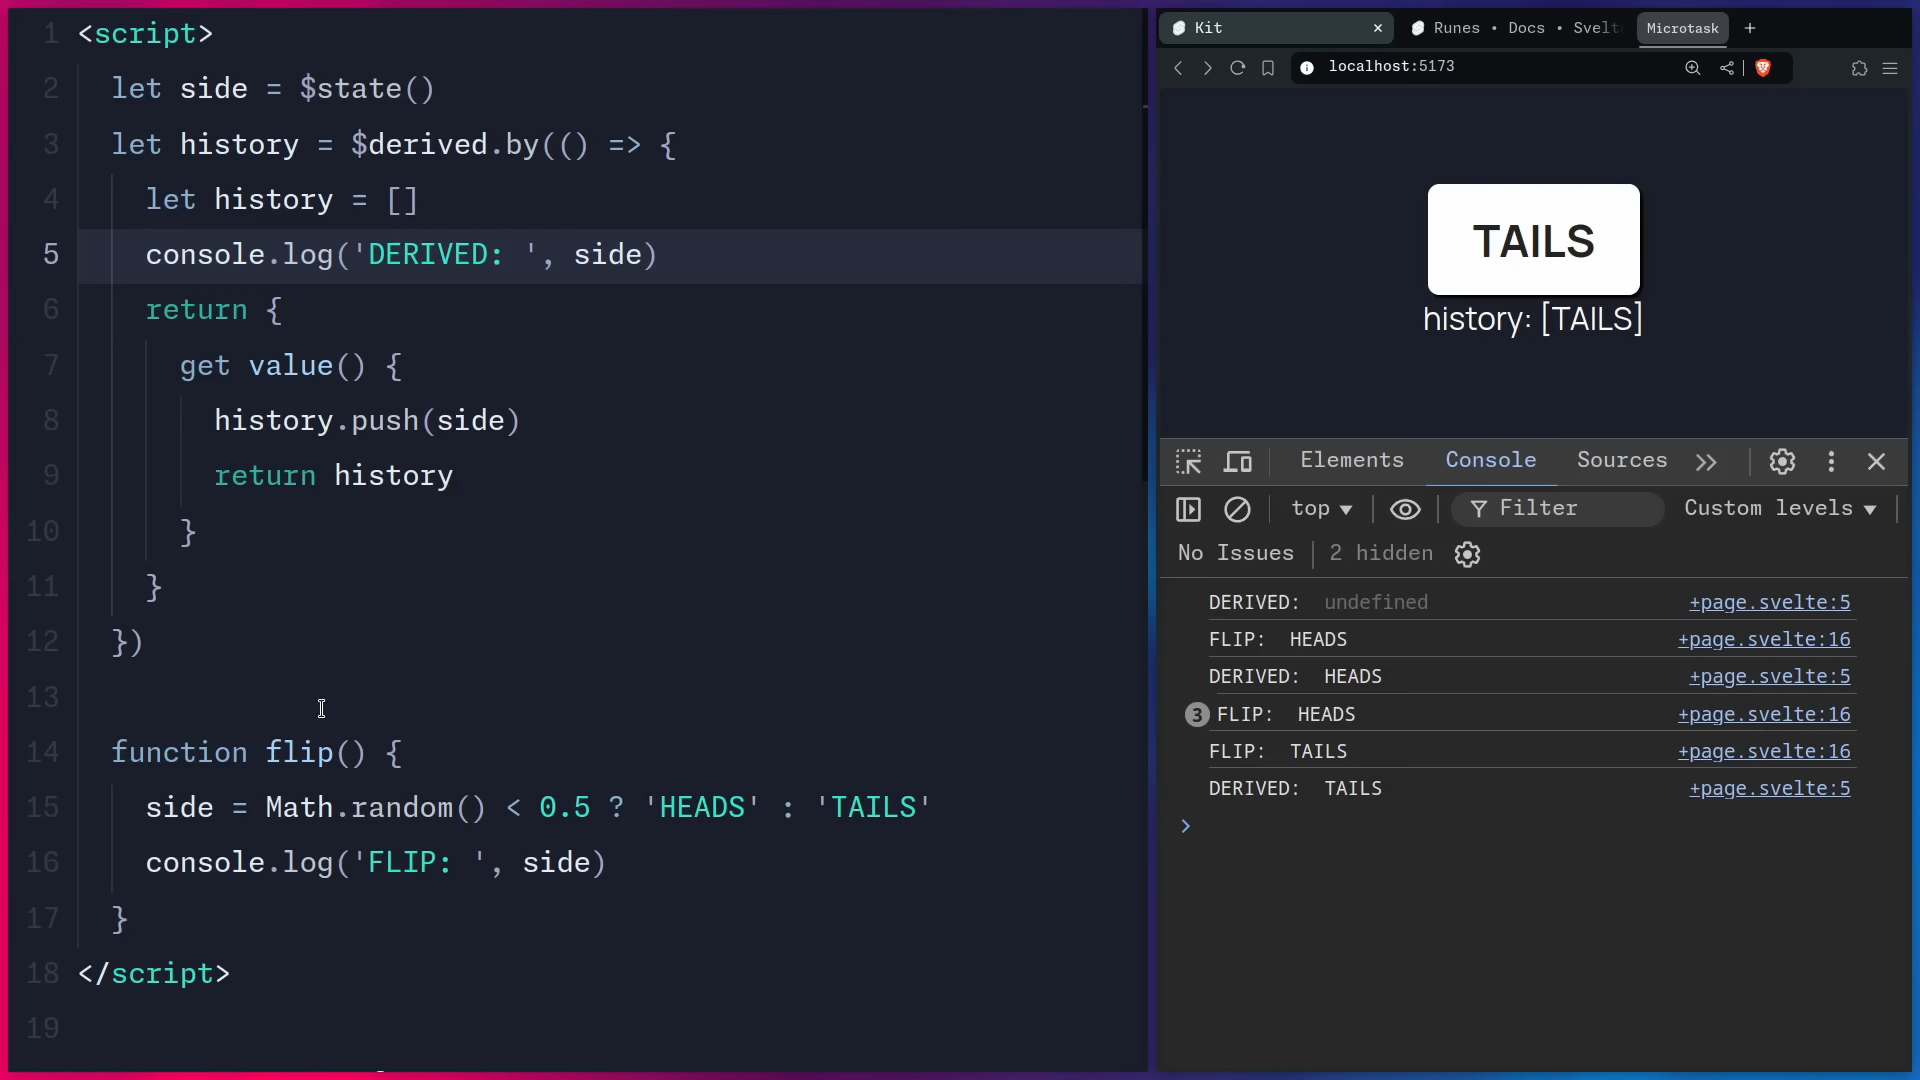 1 <script>
2 let side = $state()
3 let history = $derived.by(() => {
4 let history = []
5 console.log('DERIVED: ', side)
6 return {
7 get value() {
8 history.push(side)
9 return history
10 }
11 }
12 })
13
14 function flip() {
15 side = Math.random() < 0.5 ? 'HEADS' : 'TAILS'
16 console.log('FLIP: ', side)
17 }
18 </script>
19
Kit × Runes • Docs • Svelt Microtask +
localhost:5173
TAILS
history: [TAILS]
Elements Console Sources
top Filter Custom levels
No Issues 2 hidden
DERIVED: undefined +page.svelte:5
FLIP: HEADS +page.svelte:16
DERIVED: HEADS +page.svelte:5
3 FLIP: HEADS +page.svelte:16
FLIP: TAILS +page.svelte:16
DERIVED: TAILS +page.svelte:5